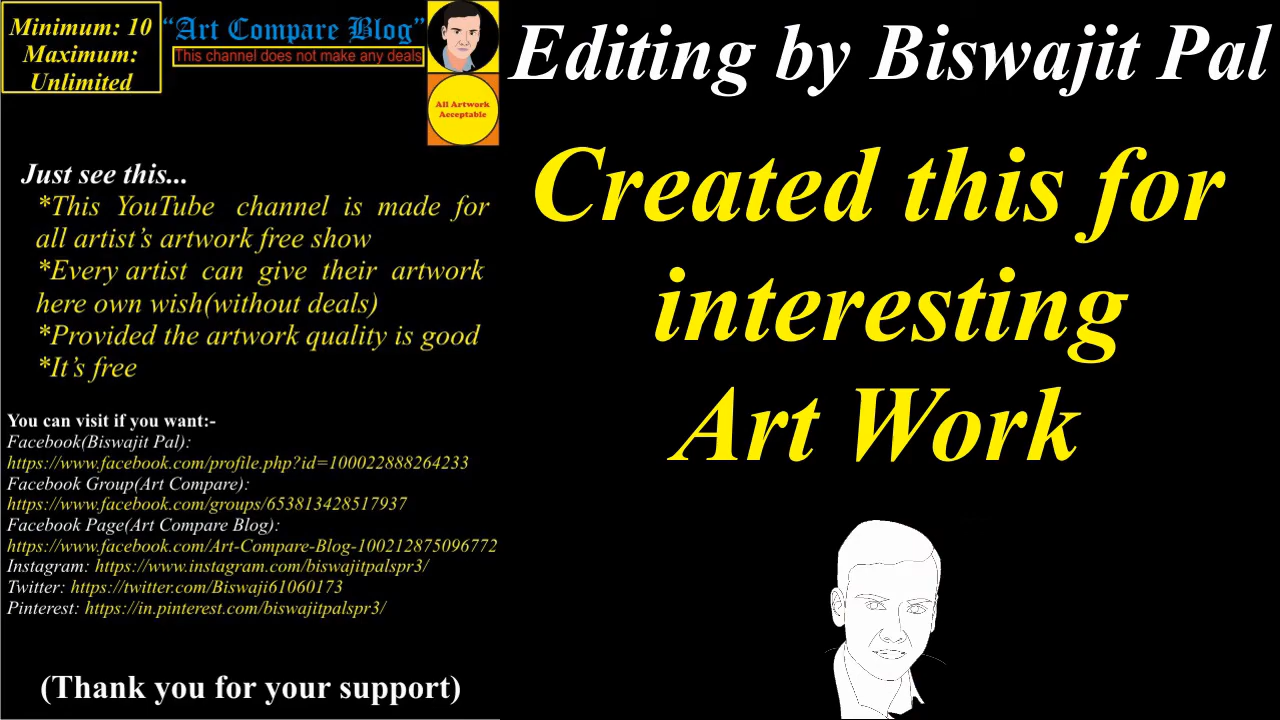 Minimum: 10
Maximum:
Unlimited
“Art Compare Blog”
This channel does not make any deals
All Artwork
Acceptable
Just see this...
*This YouTube channel is made for
all artist’s artwork free show
*Every artist can give their artwork
here own wish(without deals)
*Provided the artwork quality is good
*It’s free
You can visit if you want:-
Facebook(Biswajit Pal):
https://www.facebook.com/profile.php?id=100022888264233
Facebook Group(Art Compare):
https://www.facebook.com/groups/653813428517937
Facebook Page(Art Compare Blog):
https://www.facebook.com/Art-Compare-Blog-100212875096772
Instagram: https://www.instagram.com/biswajitpalspr3/
Twitter: https://twitter.com/Biswaji61060173
Pinterest: https://in.pinterest.com/biswajitpalspr3/
(Thank you for your support)
Editing by Biswajit Pal
Created this for
interesting
Art Work